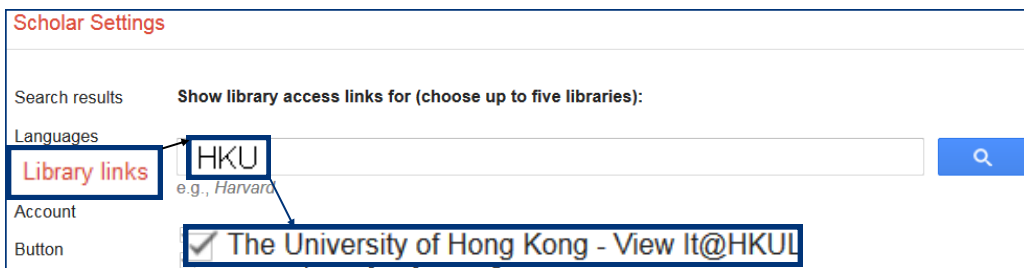 Scholar Settings
Search results
Show library access links for (choose up to five libraries):
Languages
HKU
Library links
e.g., Harvard
Account
Button
The University of Hong Kong - View It@HKUL